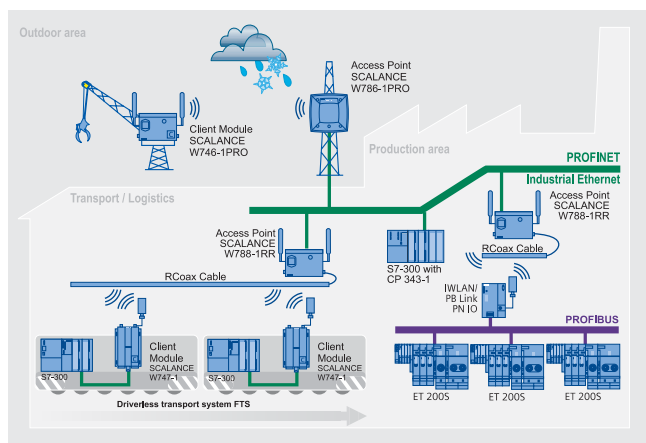 Outdoor area
Access Point
SCALANCE
W786-1PRO
Client Module
SCALANCE
W746-1PRO
Production area
PROFINET
Industrial Ethernet
Transport / Logistics
Access Point
SCALANCE
W788-1RR
Access Point
SCALANCE
W788-1RR
RCoax Cable
S7-300 with
CP 343-1
RCoax Cable
IWLAN/
PB Link
PN IO
PROFIBUS
S7-300
Client
Module
SCALANCE
W747-1
S7-300
Client
Module
SCALANCE
W747-1
ET 200S
ET 200S
ET 200S
Driverless transport system FTS